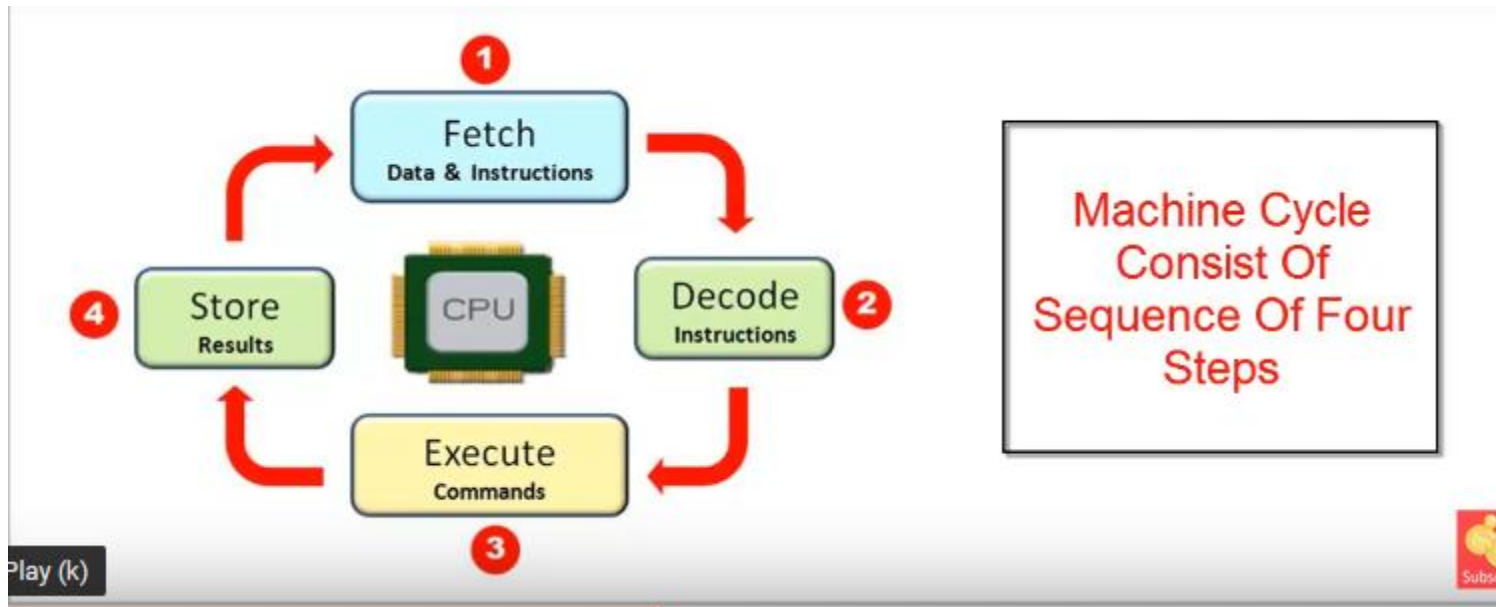 1
Fetch
Data & Instructions
4
Store
Results
CPU
Decode
Instructions
2
Execute
Commands
3
Machine Cycle
Consist Of
Sequence Of Four
Steps
Play (k)